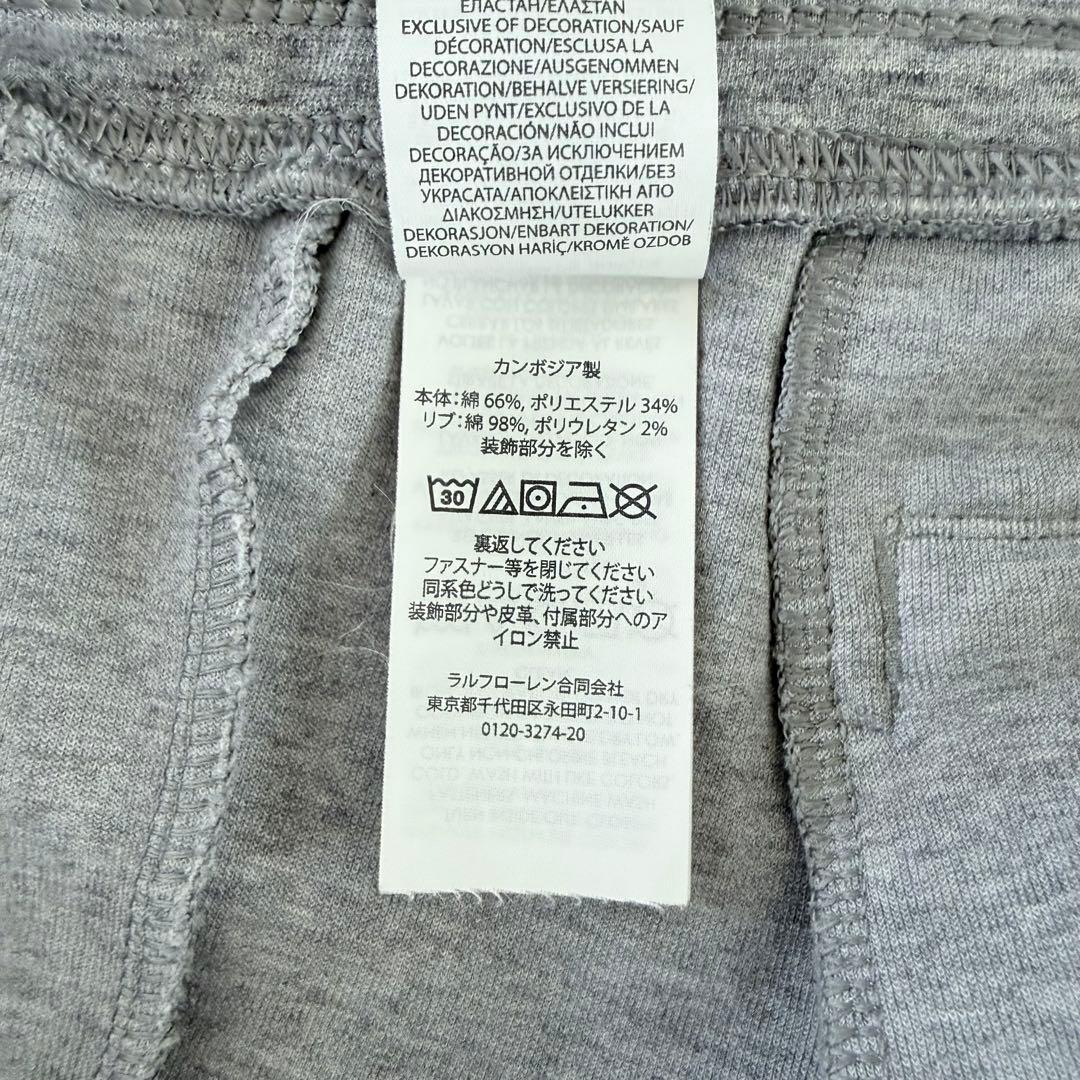 ЕЛАСТАН/ΕΛΑΣΤΑΝ
EXCLUSIVE OF DECORATION/SAUF
DÉCORATION/ESCLUSA LA
DECORAZIONE/AUSGENOMMEN
DEKORATION/BEHALVE VERSIERING/
UDEN PYNT/EXCLUSIVO DE LA
DECORACIÓN/NÃO INCLUI
DECORAÇÃO/ЗА ИСКЛЮЧЕНИЕМ
ДЕКОРАТИВНОЙ ОТДЕЛКИ/БЕЗ
УКРАСАТА/ΑΠΟΚΛΕΙΣΤΙΚΗ ΑΠΟ
ΔΙΑΚΟΣΜΗΣΗ/UTELUKKER
DEKORASJON/ENBART DEKORATION/
DEKORASYON HARİÇ/KROMĚ OZDOB
カンボジア製
本体：綿 66%, ポリエステル 34%
リブ：綿 98%, ポリウレタン 2%
装飾部分を除く
30
裏返してください
ファスナー等を閉じてください
同系色どうしで洗ってください
装飾部分や皮革、付属部分へのア
イロン禁止
ラルフローレン合同会社
東京都千代田区永田町2-10-1
0120-3274-20